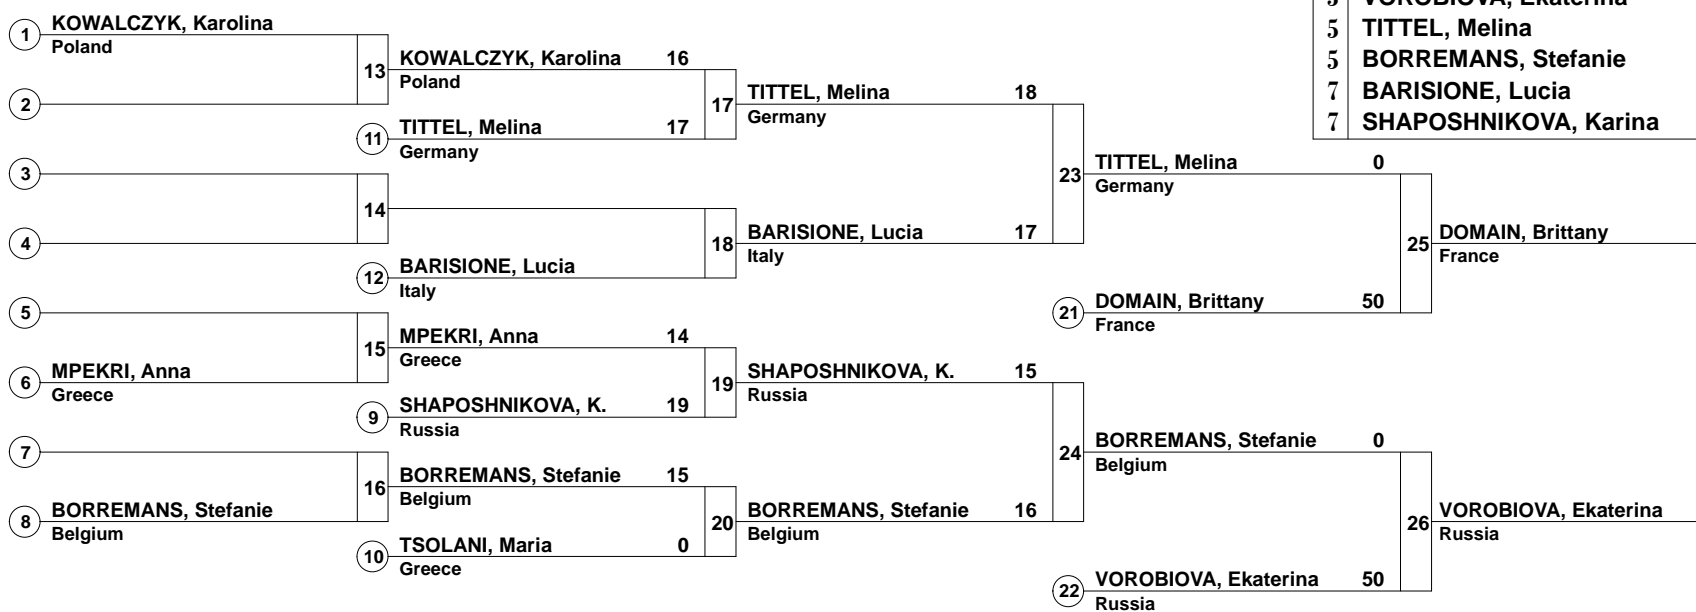 3 VOROBIOVA, Ekaterina
5 TITTEL, Melina
5 BORREMANS, Stefanie
7 BARISIONE, Lucia
7 SHAPOSHNIKOVA, Karina
1 KOWALCZYK, Karolina
Poland
2
13
KOWALCZYK, Karolina 16
Poland
11 TITTEL, Melina 17
Germany
17
TITTEL, Melina 18
Germany
3
4
14
12 BARISIONE, Lucia
Italy
18
BARISIONE, Lucia 17
Italy
23
TITTEL, Melina 0
Germany
21 DOMAIN, Brittany 50
France
25
DOMAIN, Brittany
France
5
6 MPEKRI, Anna
Greece
15
MPEKRI, Anna 14
Greece
9 SHAPOSHNIKOVA, K. 19
Russia
19
SHAPOSHNIKOVA, K. 15
Russia
7
8 BORREMANS, Stefanie
Belgium
16
BORREMANS, Stefanie 15
Belgium
10 TSOLANI, Maria 0
Greece
20
BORREMANS, Stefanie 16
Belgium
24
BORREMANS, Stefanie 0
Belgium
22 VOROBIOVA, Ekaterina 50
Russia
26
VOROBIOVA, Ekaterina
Russia